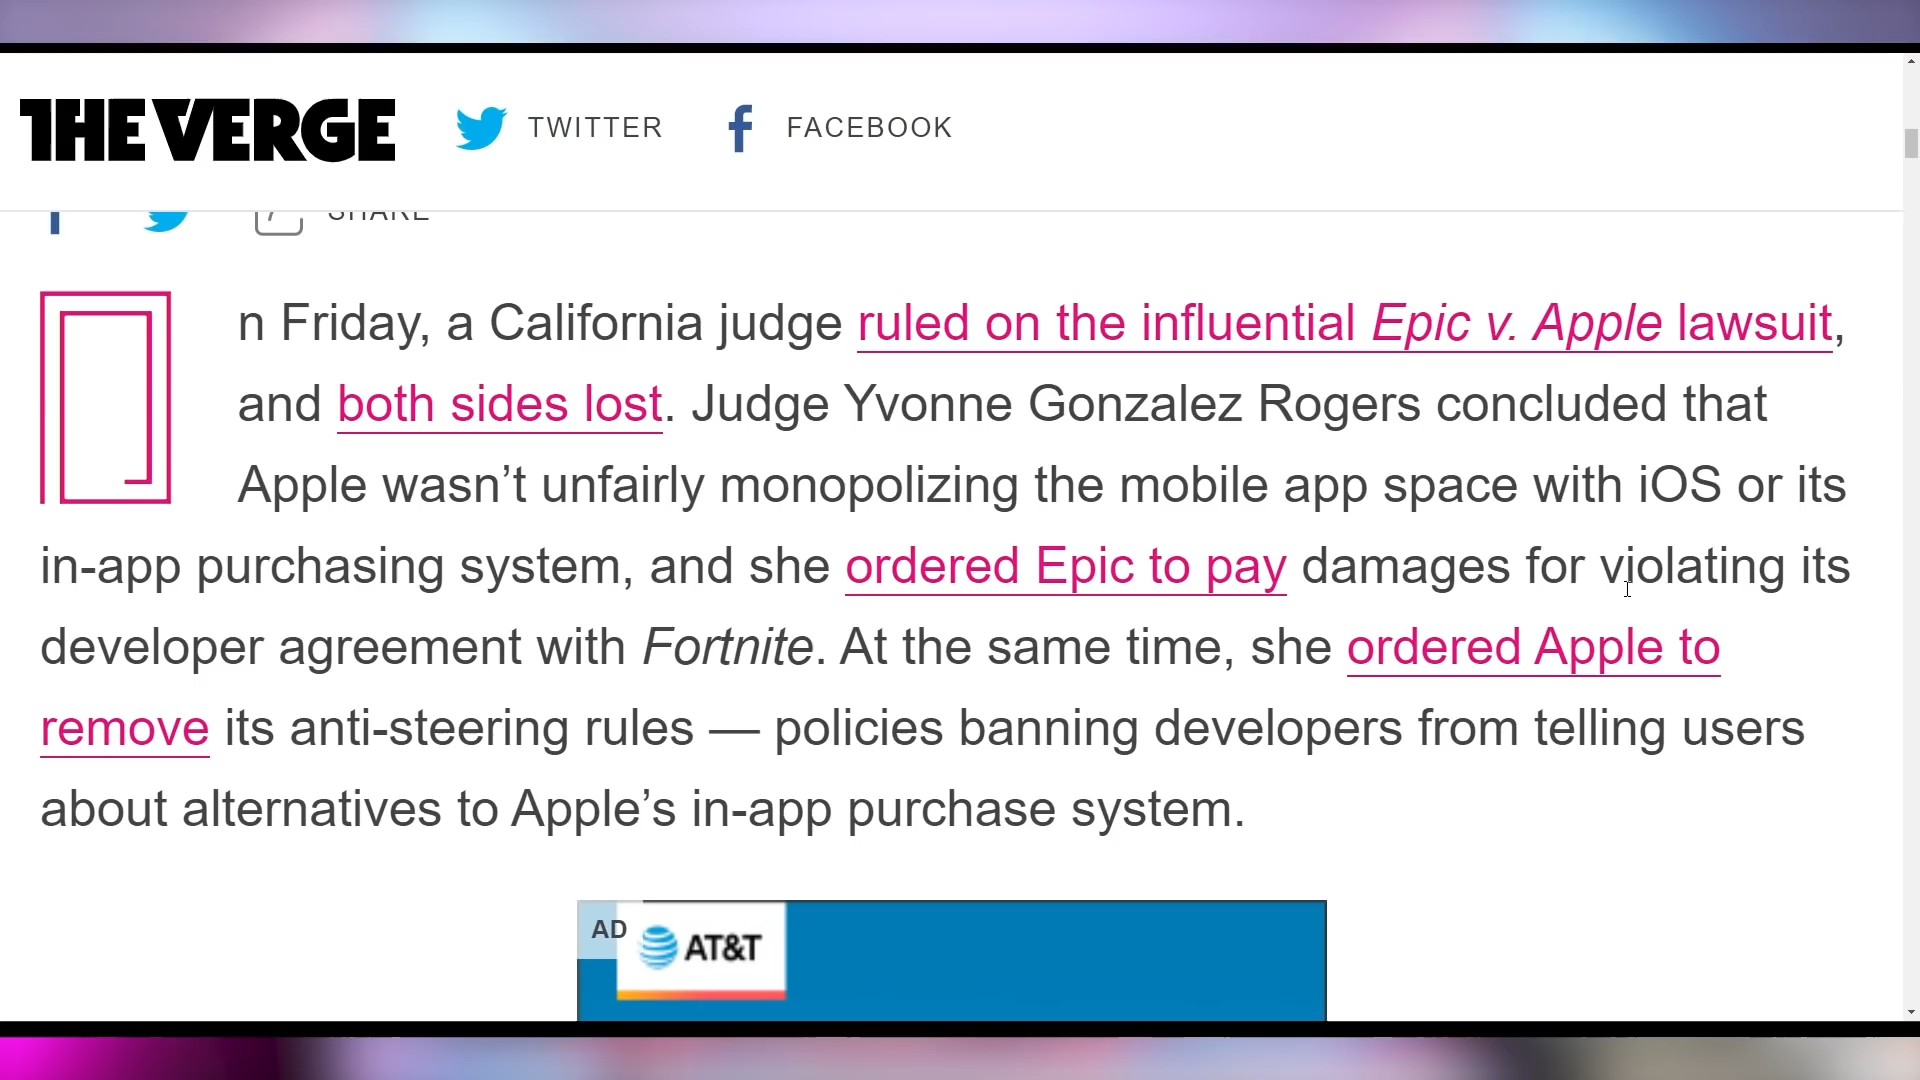 THE VERGE
TWITTER
FACEBOOK
SHARE
On Friday, a California judge ruled on the influential Epic v. Apple lawsuit,
and both sides lost. Judge Yvonne Gonzalez Rogers concluded that
Apple wasn’t unfairly monopolizing the mobile app space with iOS or its
in-app purchasing system, and she ordered Epic to pay damages for violating its
developer agreement with Fortnite. At the same time, she ordered Apple to
remove its anti-steering rules — policies banning developers from telling users
about alternatives to Apple’s in-app purchase system.
AD
AT&T